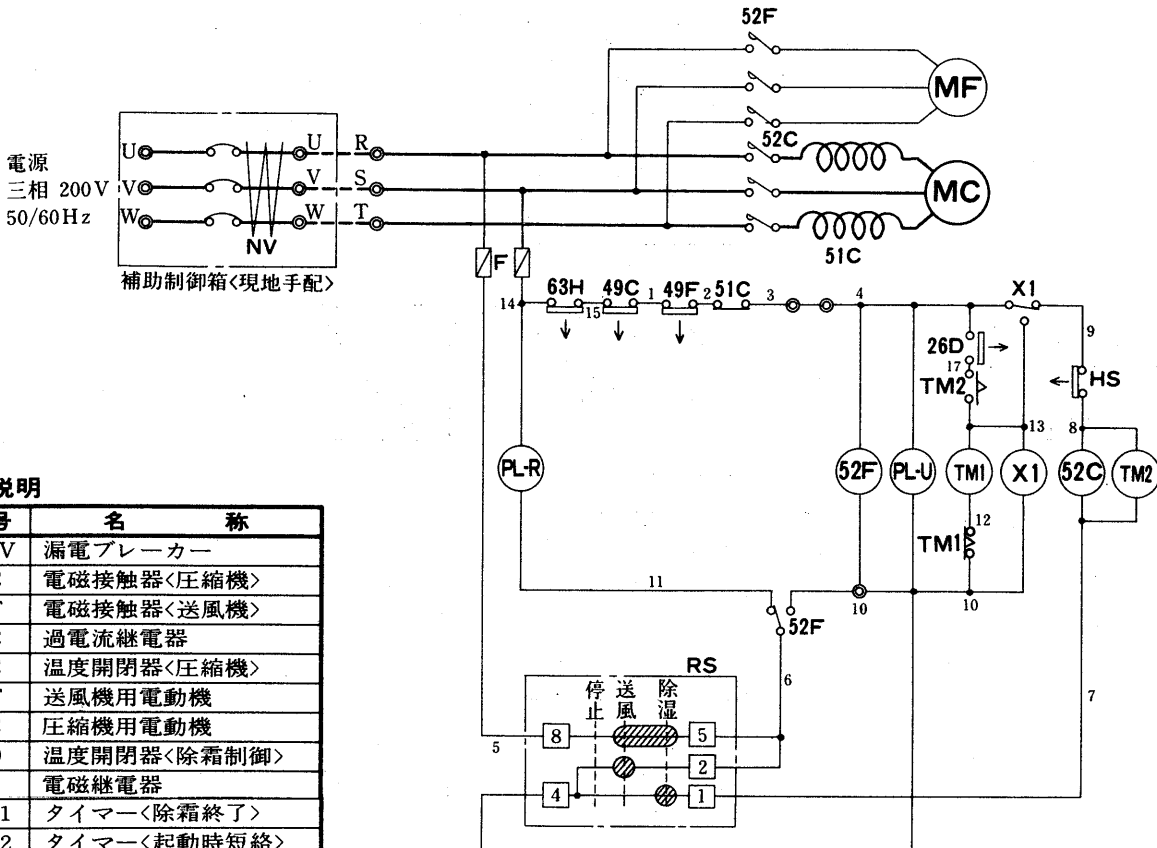 52F
MF
52C
MC
51C
電源
三相 200V
50/60Hz
U
V
W
U
V
W
R
S
T
NV
補助制御箱<現地手配>
F
14
63H
15
49C
1
49F
2
51C
3
4
X1
9
26D
17
TM2
HS
13
8
PL-R
52F
PL-U
TM1
X1
52C
TM2
12
TM1
11
10
10
52F
6
7
RS
停止
送風
除湿
5
8
5
2
4
1
説明
号
名 称
V
漏電ブレーカー
電磁接触器<圧縮機>
電磁接触器<送風機>
過電流継電器
温度開閉器<圧縮機>
送風機用電動機
圧縮機用電動機
温度開閉器<除霜制御>
電磁継電器
1
タイマー<除霜終了>
2
タイマー<起動時短絡>